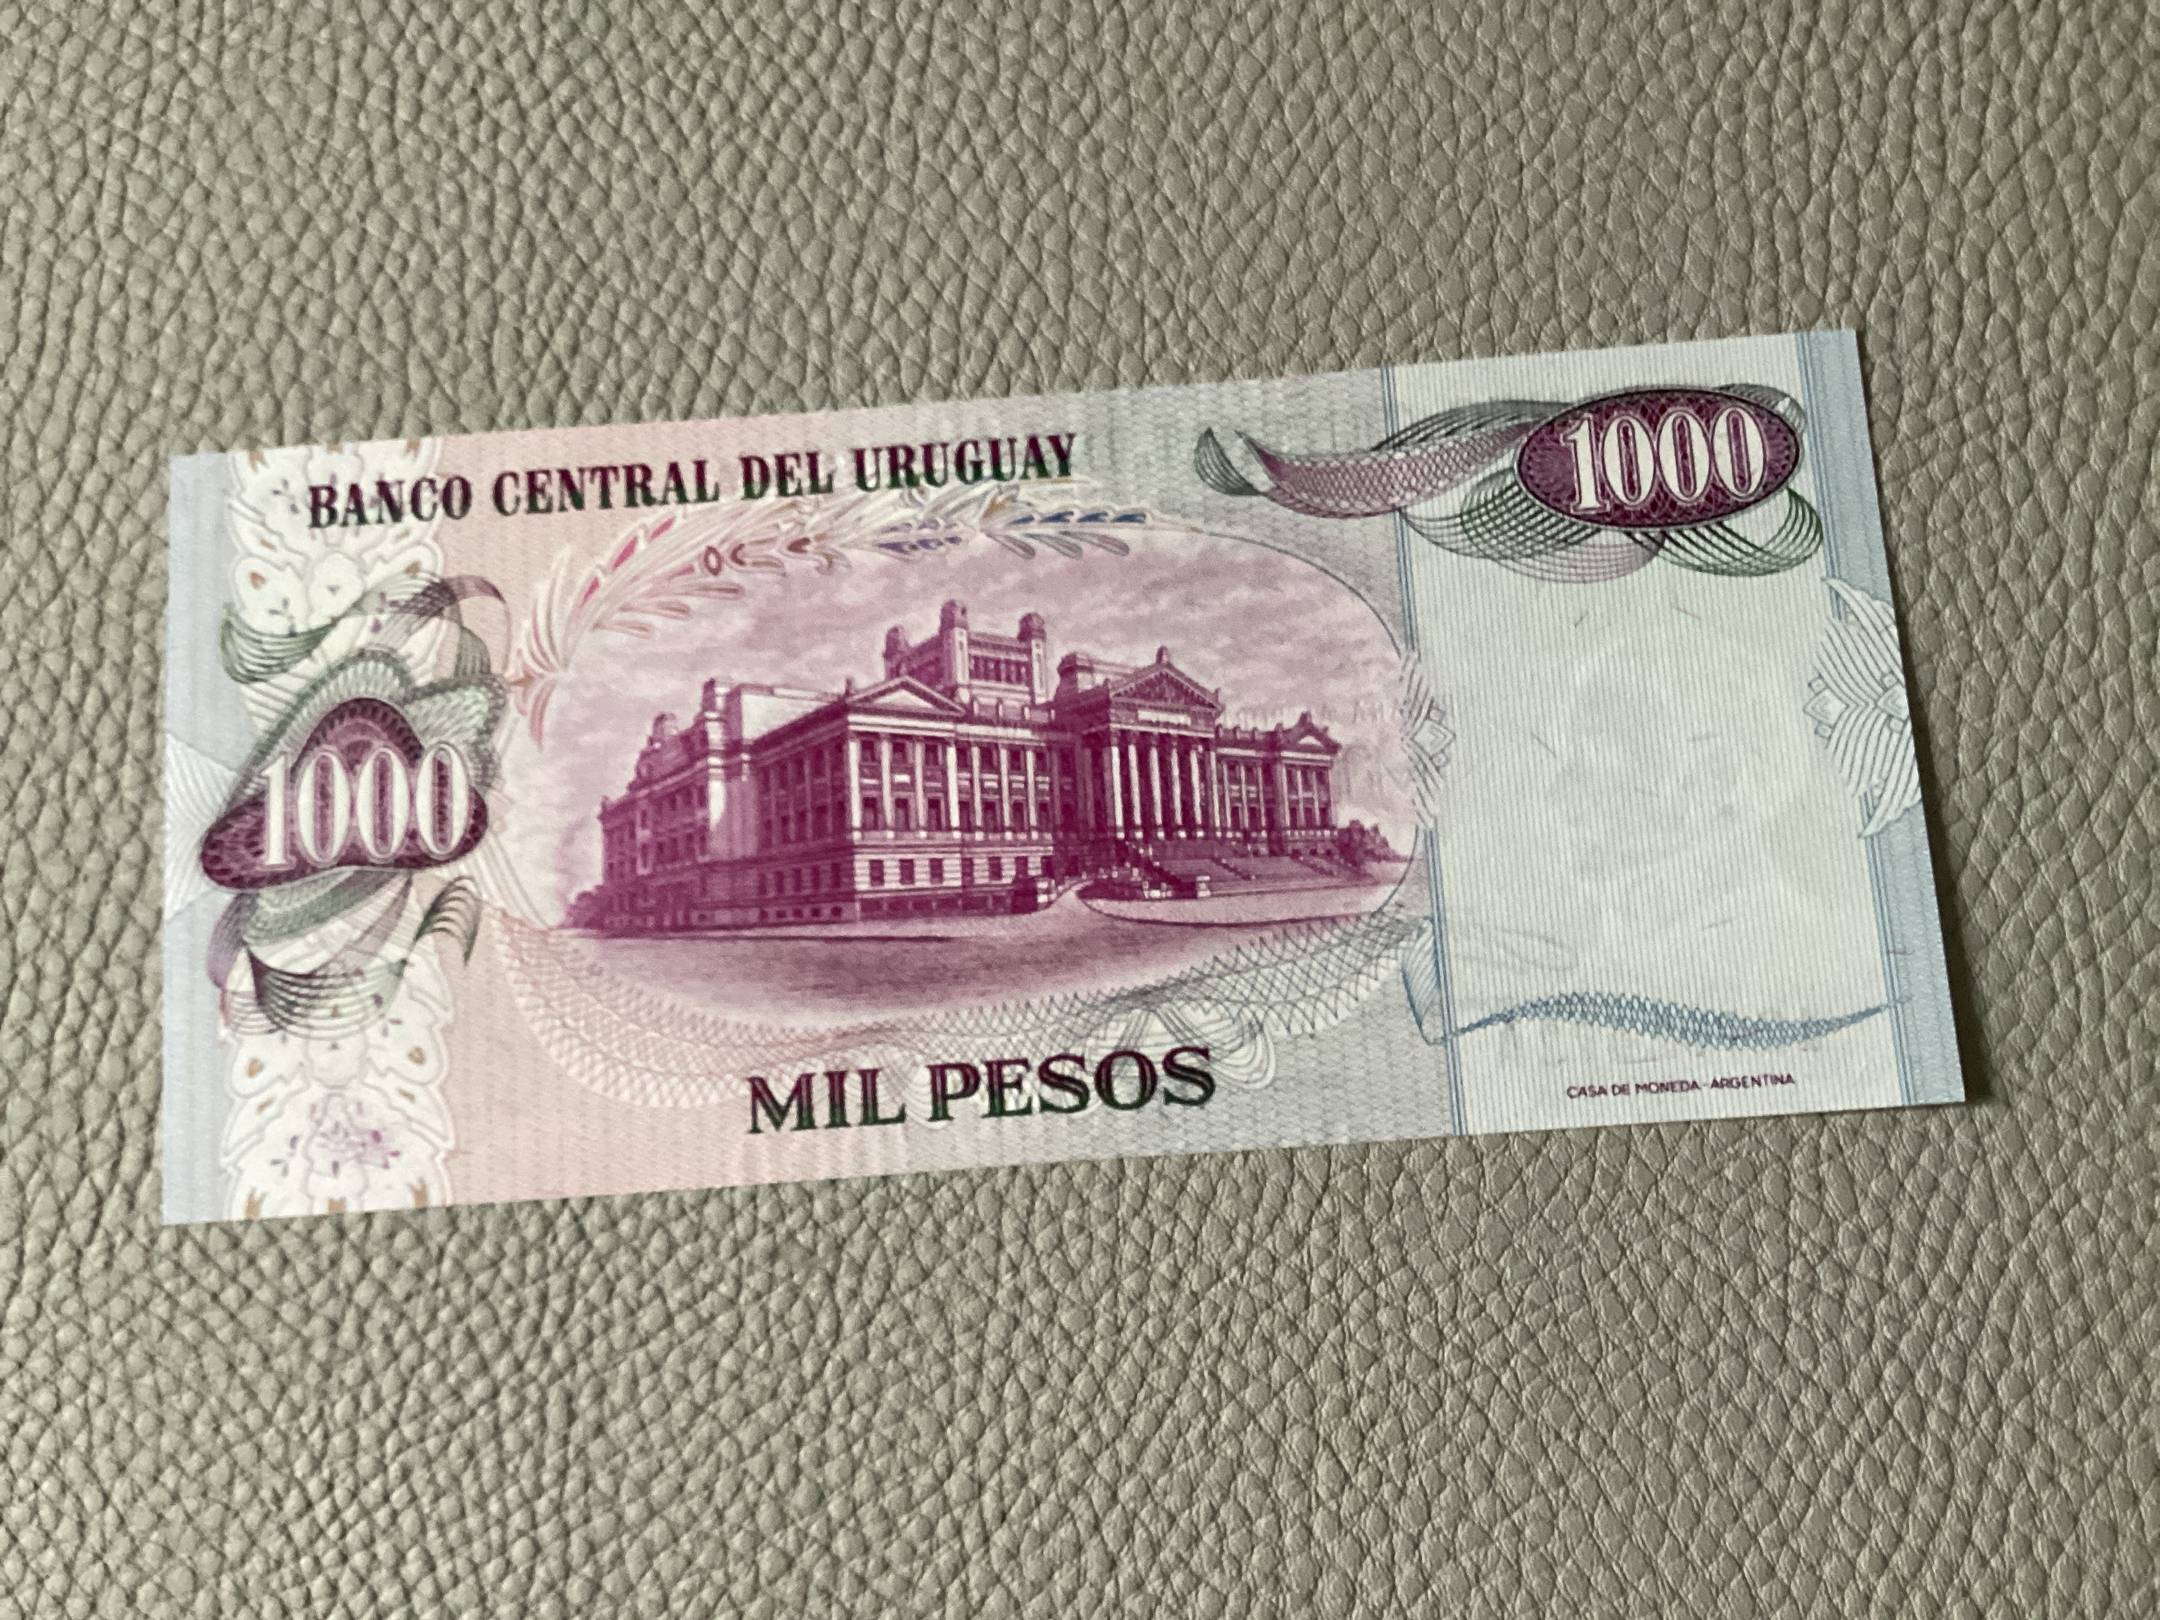 BANCO CENTRAL DEL URUGUAY
1000
1000
MIL PESOS
CASA DE MONEDA - ARGENTINA